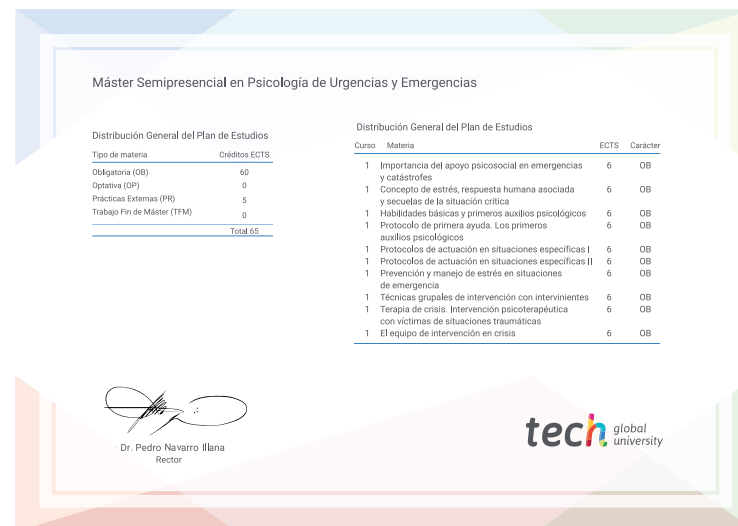 Máster Semipresencial en Psicología de Urgencias y Emergencias
Distribución General del Plan de Estudios
Tipo de materia Créditos ECTS
Obligatoria (OB) 60
Optativa (OP) 0
Prácticas Externas (PR) 5
Trabajo Fin de Máster (TFM) 0
Total 65
Distribución General del Plan de Estudios
Curso Materia ECTS Carácter
1 Importancia del apoyo psicosocial en emergencias 6 OB
y catástrofes
1 Concepto de estrés, respuesta humana asociada 6 OB
y secuelas de la situación crítica
1 Habilidades básicas y primeros auxilios psicológicos 6 OB
1 Protocolo de primera ayuda. Los primeros 6 OB
auxilios psicológicos
1 Protocolos de actuación en situaciones específicas I 6 OB
1 Protocolos de actuación en situaciones específicas II 6 OB
1 Prevención y manejo de estrés en situaciones 6 OB
de emergencia
1 Técnicas grupales de intervención con intervinientes 6 OB
1 Terapia de crisis. Intervención psicoterapéutica 6 OB
con víctimas de situaciones traumáticas
1 El equipo de intervención en crisis 6 OB
Dr. Pedro Navarro Illana
Rector
tech global
university